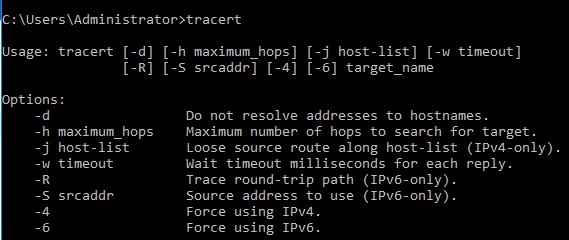 C:\Users\Administrator>tracert
Usage: tracert [-d] [-h maximum_hops] [-j host-list] [-w timeout]
[-R] [-S srcaddr] [-4] [-6] target_name
Options:
-d Do not resolve addresses to hostnames.
-h maximum_hops Maximum number of hops to search for target.
-j host-list Loose source route along host-list (IPv4-only).
-w timeout Wait timeout milliseconds for each reply.
-R Trace round-trip path (IPv6-only).
-S srcaddr Source address to use (IPv6-only).
-4 Force using IPv4.
-6 Force using IPv6.